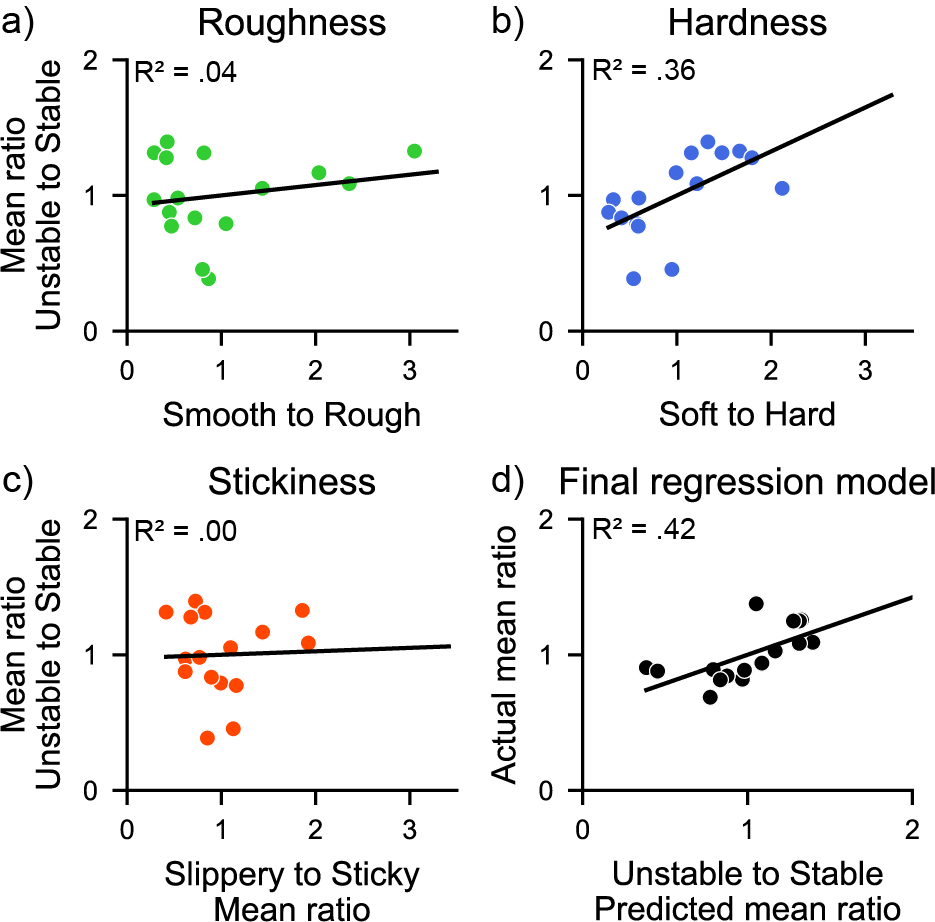 a) Roughness
R² = .04
Mean ratio
Unstable to Stable
2
1
0
0 1 2 3
Smooth to Rough
b) Hardness
R² = .36
2
1
0
0 1 2 3
Soft to Hard
c) Stickiness
R² = .00
Mean ratio
Unstable to Stable
2
1
0
0 1 2 3
Slippery to Sticky
Mean ratio
d) Final regression model
R² = .42
Actual mean ratio
2
1
0
0 1 2
Unstable to Stable
Predicted mean ratio